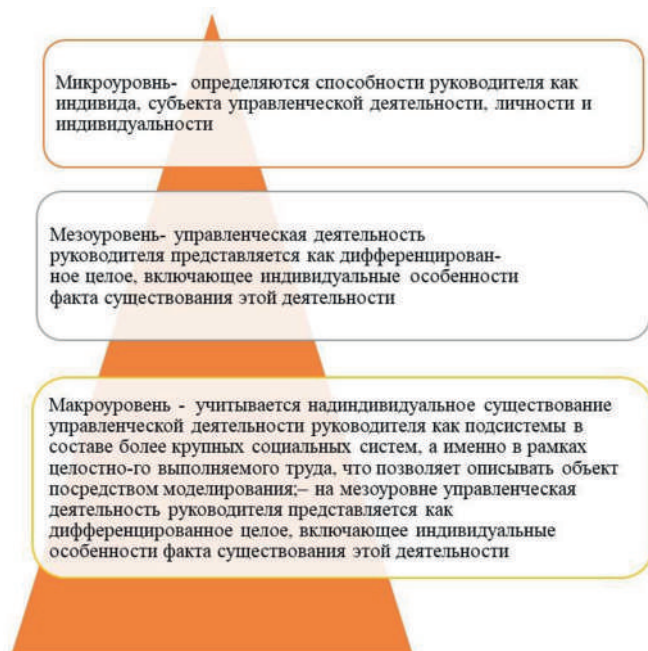 Микроуровнь- определяются способности руководителя как
индивида, субъекта управленческой деятельности, личности и
индивидуальности
Мезоуровень- управленческая деятельность
руководителя представляется как дифференцирован-
ное целое, включающее индивидуальные особенности
факта существования этой деятельности
Макроуровень - учитывается надиндивидуальное существование
управленческой деятельности руководителя как подсистемы в
составе более крупных социальных систем, а именно в рамках
целостно-го выполняемого труда, что позволяет описывать объект
посредством моделирования;– на мезоуровне управленческая
деятельность руководителя представляется как
дифференцированное целое, включающее индивидуальные
особенности факта существования этой деятельности